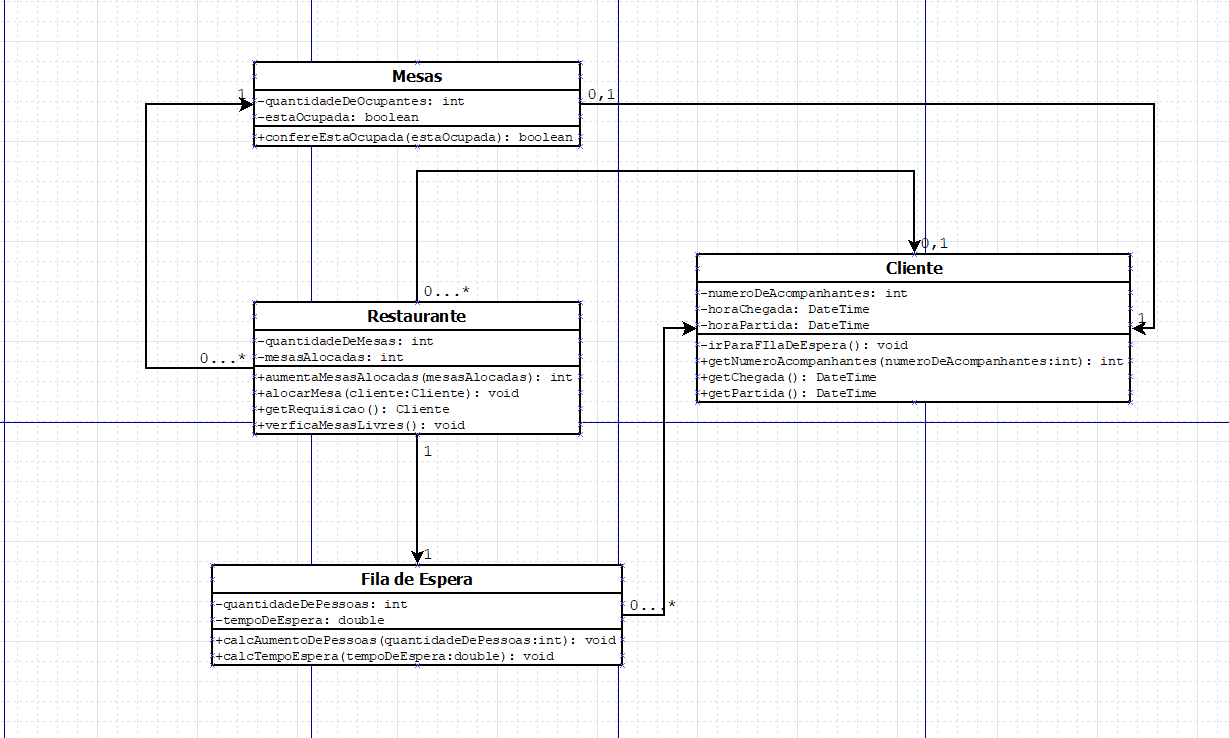 Mesas
1
-quantidadeDeOcupantes: int
0,1
-estaOcupada: boolean
+confereEstaOcupada(estaOcupada): boolean
0,1
Cliente
-numeroDeAcompanhantes: int
-horaChegada: DateTime
-horaPartida: DateTime
1
-irParaFIlaDeEspera(): void
+getNumeroAcompanhantes(numeroDeAcompanhantes:int): int
+getChegada(): DateTime
+getPartida(): DateTime
0...*
Restaurante
-quantidadeDeMesas: int
-mesasAlocadas: int
0...*
+aumentaMesasAlocadas(mesasAlocadas): int
+alocarMesa(cliente:Cliente): void
+getRequisicao(): Cliente
+verficaMesasLivres(): void
1
1
Fila de Espera
-quantidadeDePessoas: int
0...*
-tempoDeEspera: double
+calcAumentoDePessoas(quantidadeDePessoas:int): void
+calcTempoEspera(tempoDeEspera:double): void